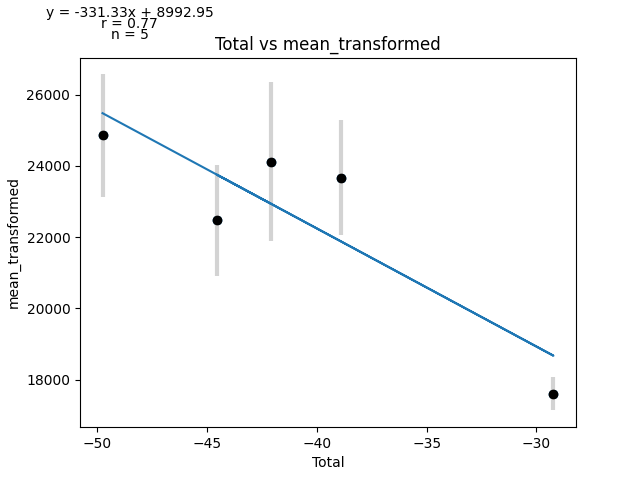 y = -331.33x + 8992.95
r = 0.77
n = 5
Total vs mean_transformed
26000
24000
22000
20000
18000
mean_transformed
−50
−45
−40
−35
−30
Total